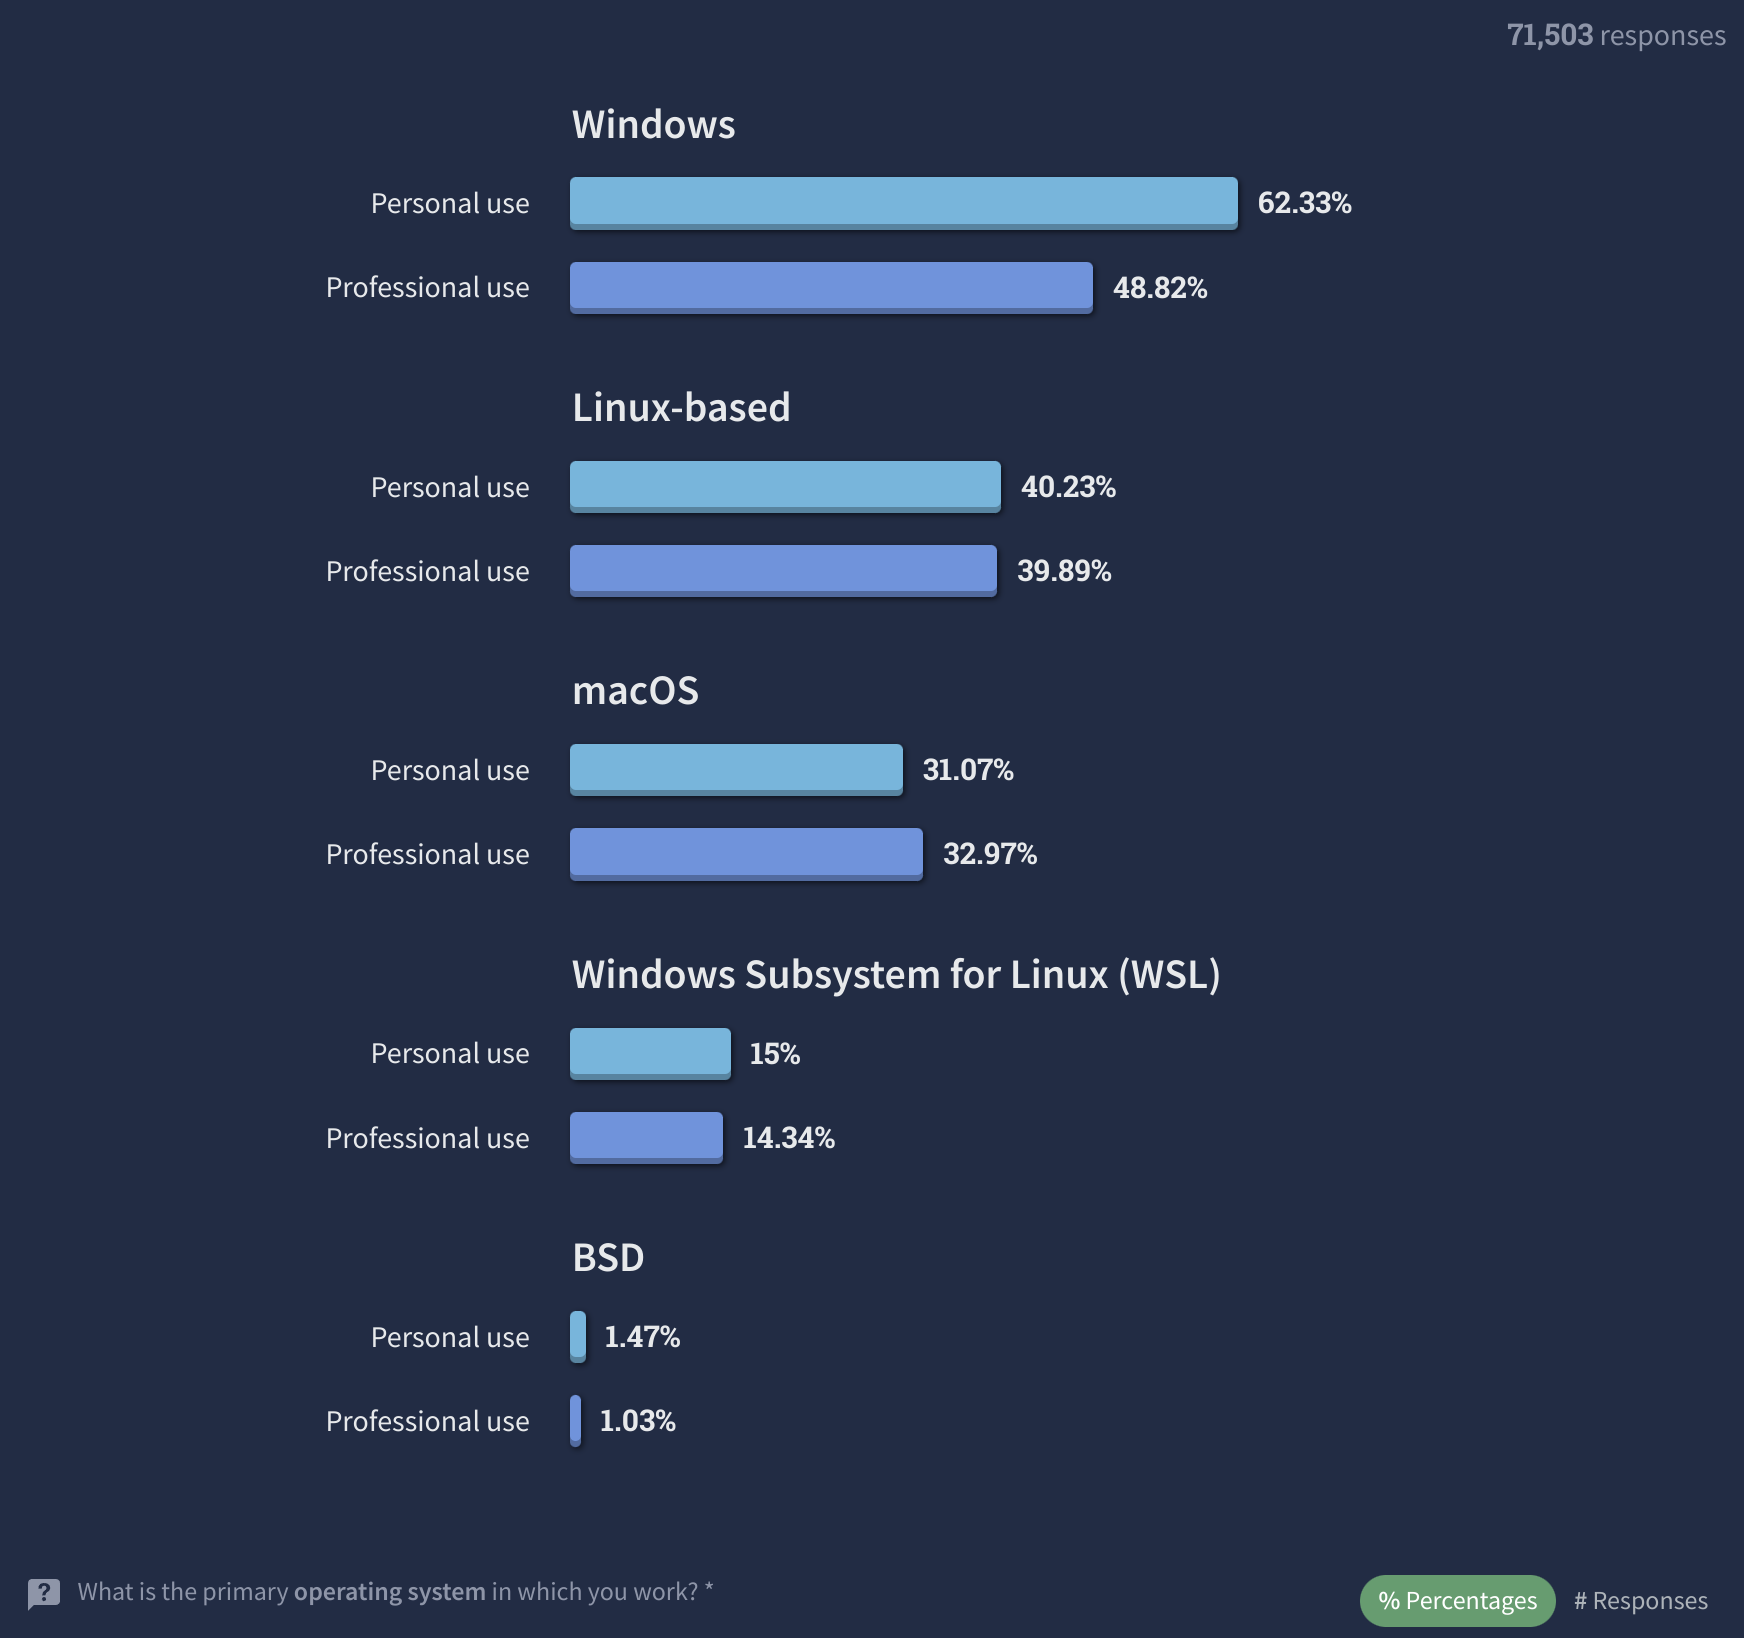 71,503 responses
Windows
Personal use 62.33%
Professional use 48.82%
Linux-based
Personal use 40.23%
Professional use 39.89%
macOS
Personal use 31.07%
Professional use 32.97%
Windows Subsystem for Linux (WSL)
Personal use 15%
Professional use 14.34%
BSD
Personal use 1.47%
Professional use 1.03%
? What is the primary operating system in which you work? *
% Percentages # Responses